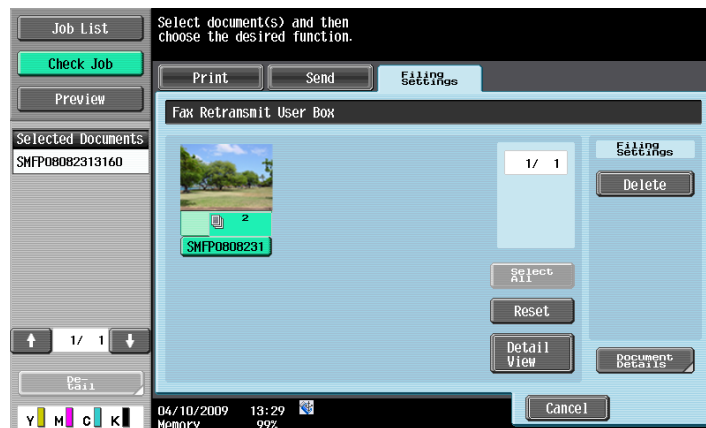 Job List
Check Job
Preview
Selected Documents
SMFP08082313160
1/ 1
De-
tail
Y M C K
Select document(s) and then
choose the desired function.
Print
Send
Filing
Settings
Fax Retransmit User Box
2
SMFP0808231
1/ 1
Select
All
Reset
Detail
View
Filing
Settings
Delete
Document
Details
04/10/2009 13:29
Memory 99%
Cancel